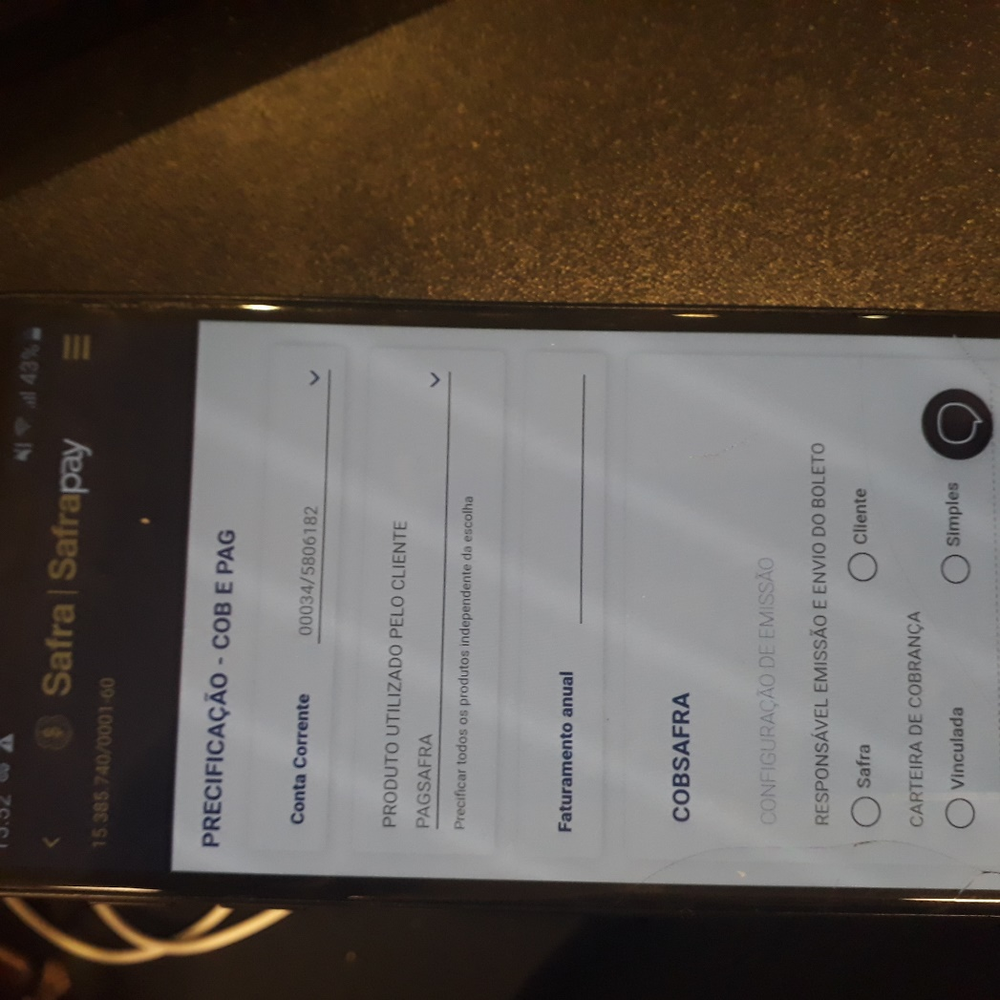 43%
Safra | Safrapay
15.385.740/0001-60
PRECIFICAÇÃO - COB E PAG
Conta Corrente 00034/5806182
PRODUTO UTILIZADO PELO CLIENTE
PAGSAFRA
Precificar todos os produtos independente da escolha
Faturamento anual
COBSAFRA
CONFIGURAÇÃO DE EMISSÃO
RESPONSÁVEL EMISSÃO E ENVIO DO BOLETO
Safra Cliente
CARTEIRA DE COBRANÇA
Vinculada Simples